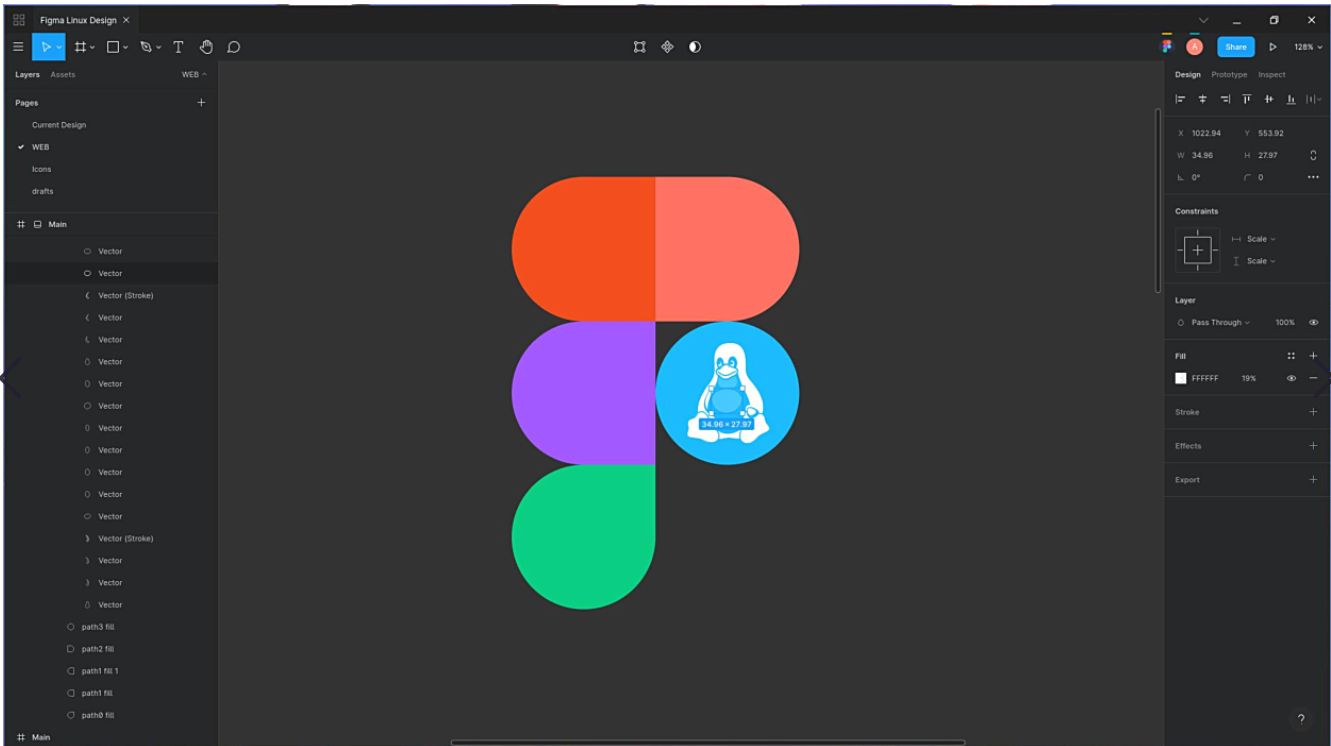 Figma Linux Design
A Share 128%
Layers Assets WEB
Pages
Current Design
WEB
Icons
drafts
Main
Vector
Vector
Vector (Stroke)
Vector
Vector
Vector
Vector
Vector
Vector
Vector
Vector
Vector
Vector
Vector (Stroke)
Vector
Vector
Vector
path3 fill
path2 fill
path1 fill 1
path1 fill
path0 fill
Main
34.96 × 27.97
Design Prototype Inspect
X 1022.94 Y 553.92
W 34.96 H 27.97
0° 0
Constraints
Scale
Scale
Layer
Pass Through 100%
Fill
FFFFFF 19%
Stroke
Effects
Export
?